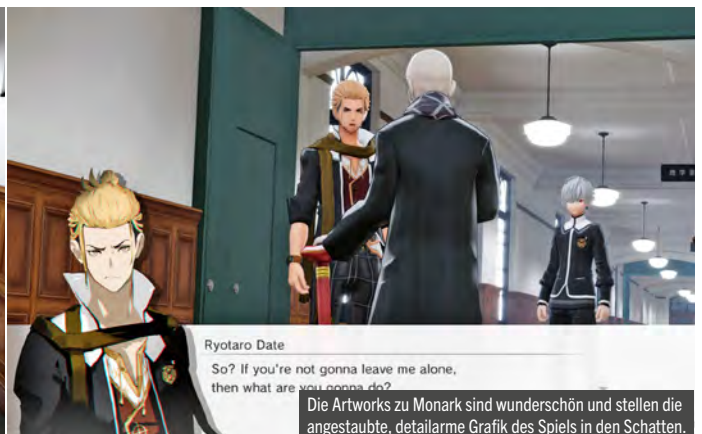 Ryotaro Date
So? If you're not gonna leave me alone,
then what are you gonna do?
Die Artworks zu Monark sind wunderschön und stellen die
angestaubte, detailarme Grafik des Spiels in den Schatten.